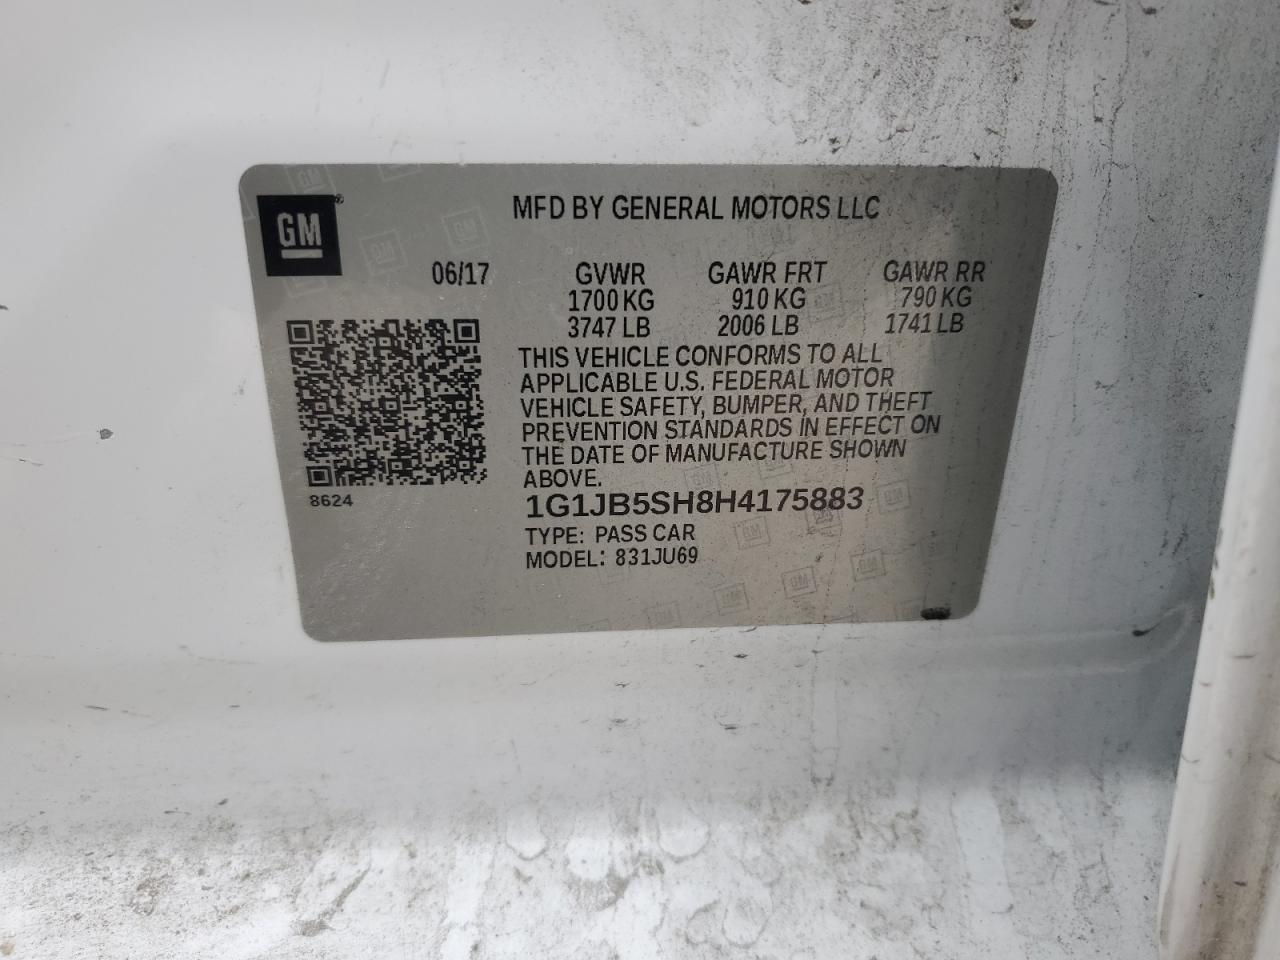 GM
MFD BY GENERAL MOTORS LLC
06/17 GVWR GAWR FRT GAWR RR
1700 KG 910 KG 790 KG
3747 LB 2006 LB 1741 LB
THIS VEHICLE CONFORMS TO ALL
APPLICABLE U.S. FEDERAL MOTOR
VEHICLE SAFETY, BUMPER, AND THEFT
PREVENTION STANDARDS IN EFFECT ON
THE DATE OF MANUFACTURE SHOWN
ABOVE.
8624
1G1JB5SH8H4175883
TYPE: PASS CAR
MODEL: 831JU69